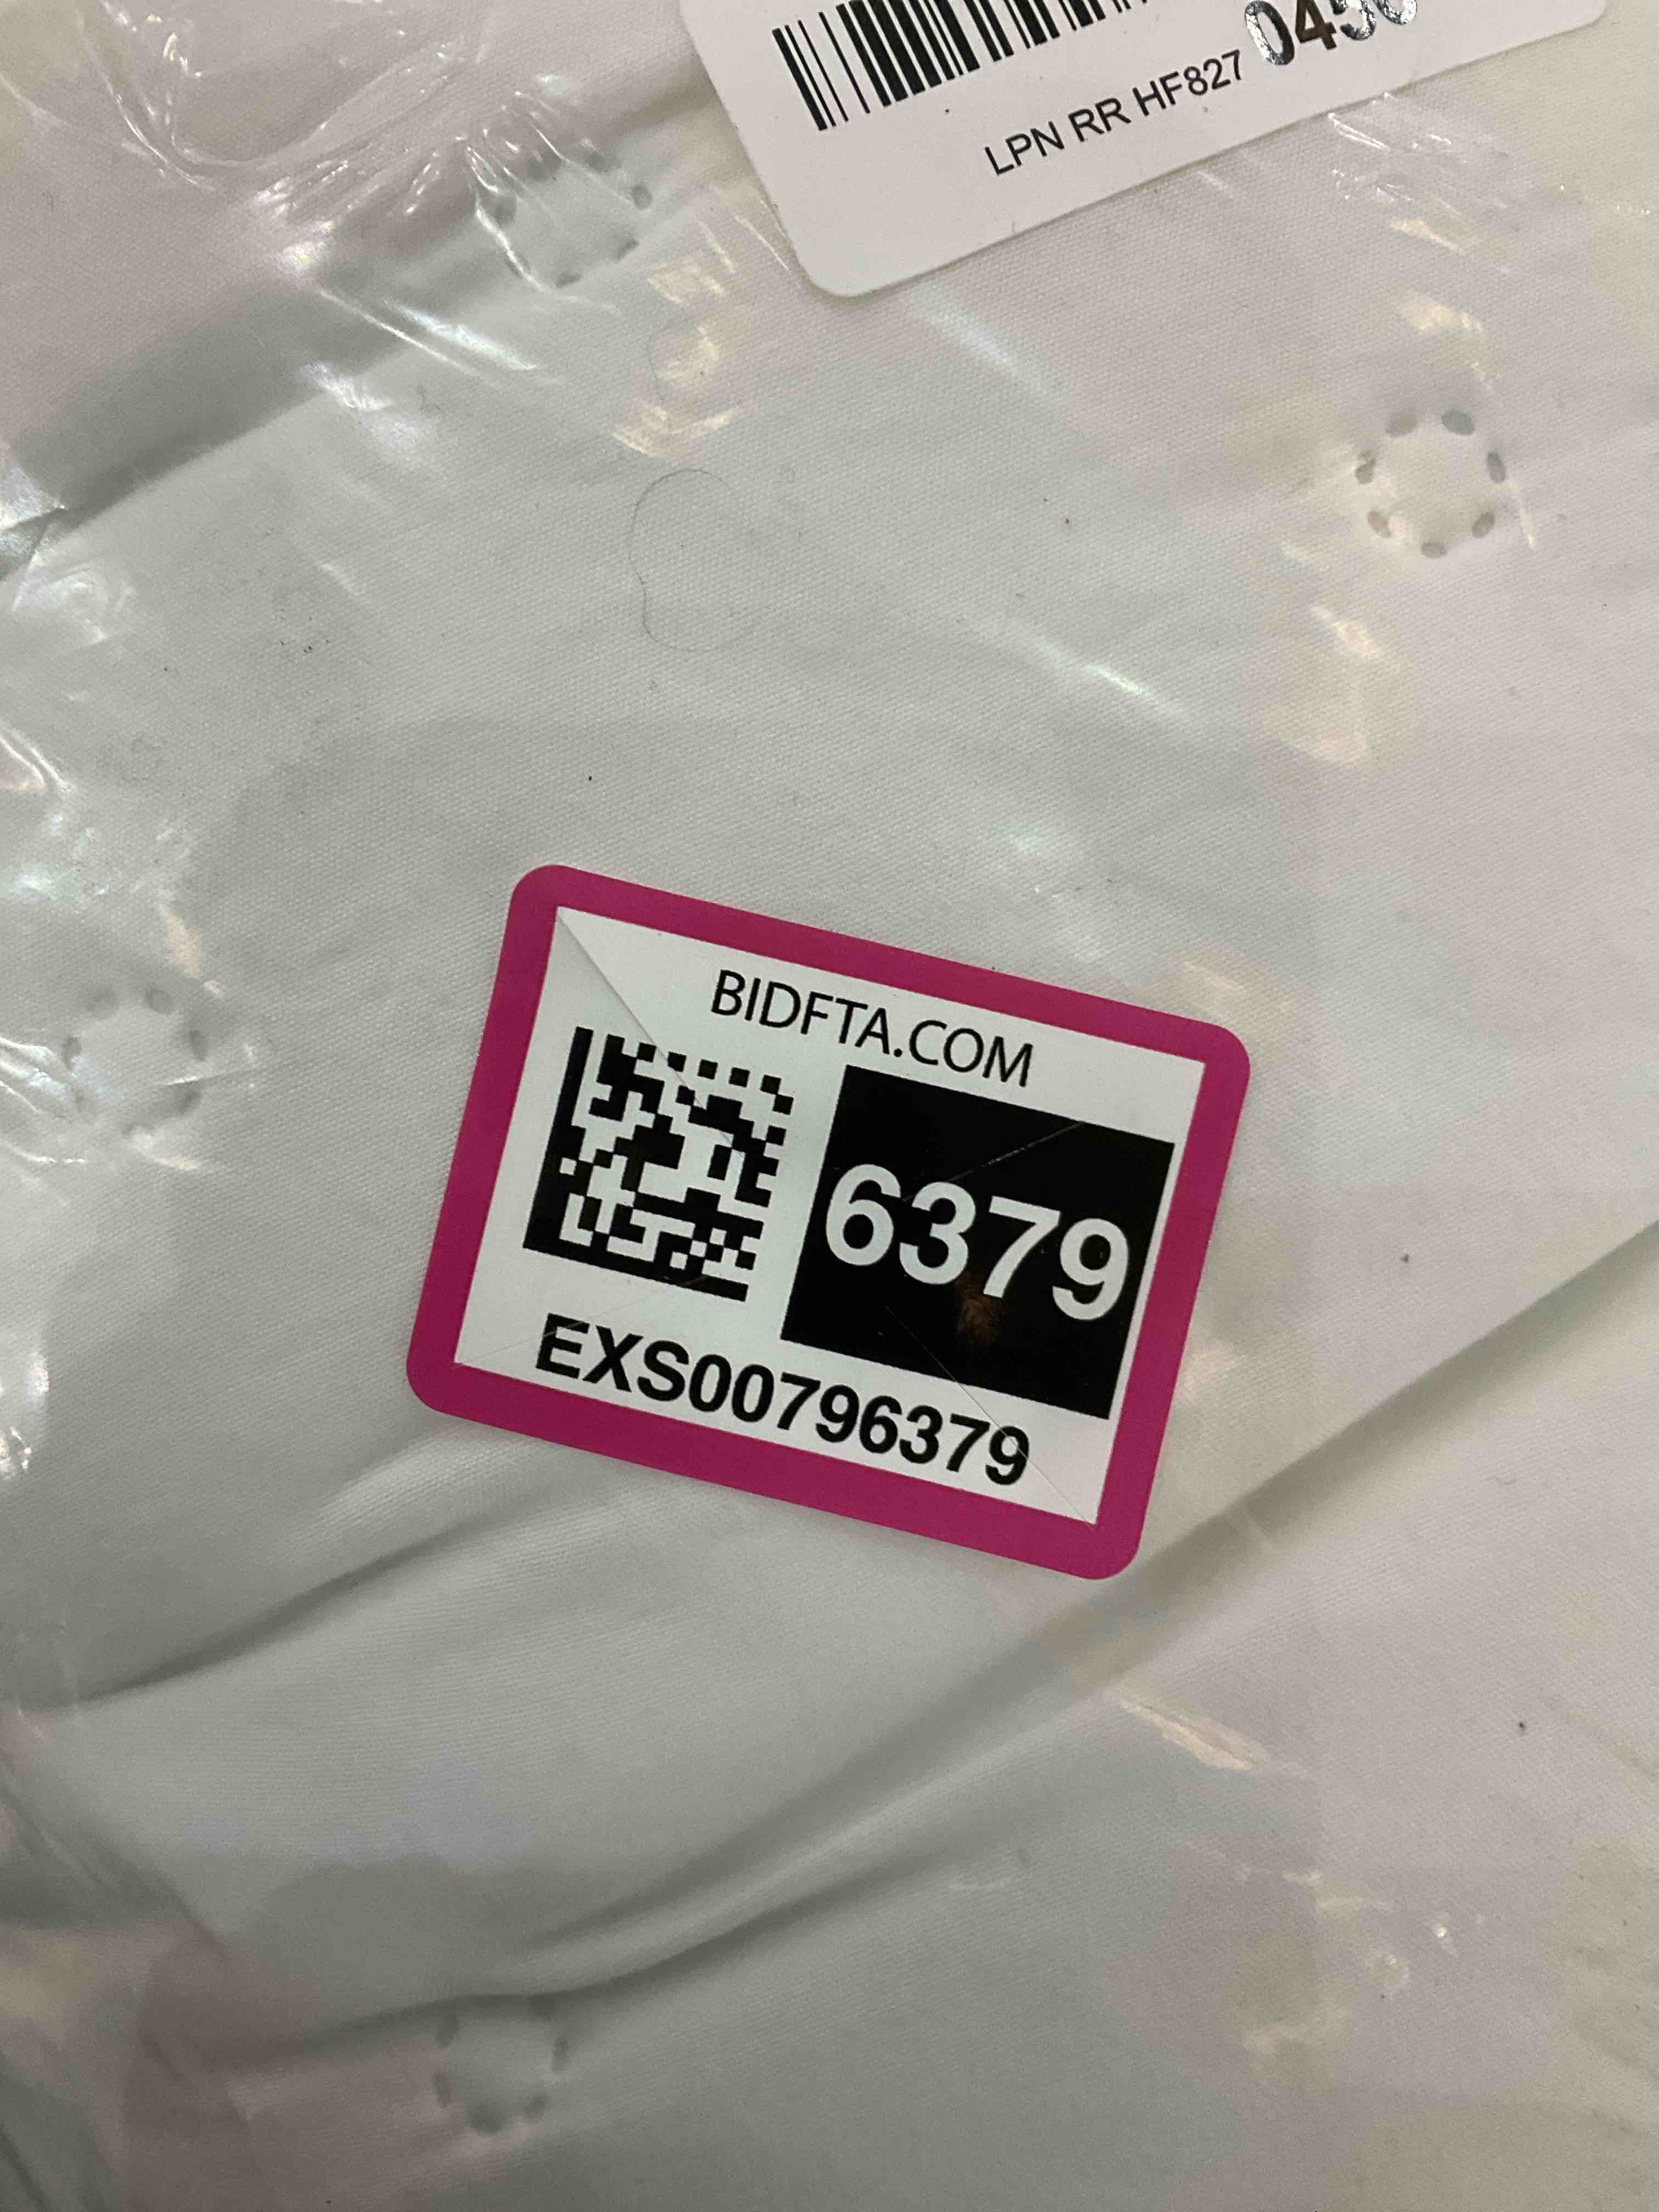 LPN RR HF827
BIDFTA.COM
6379
EXS00796379